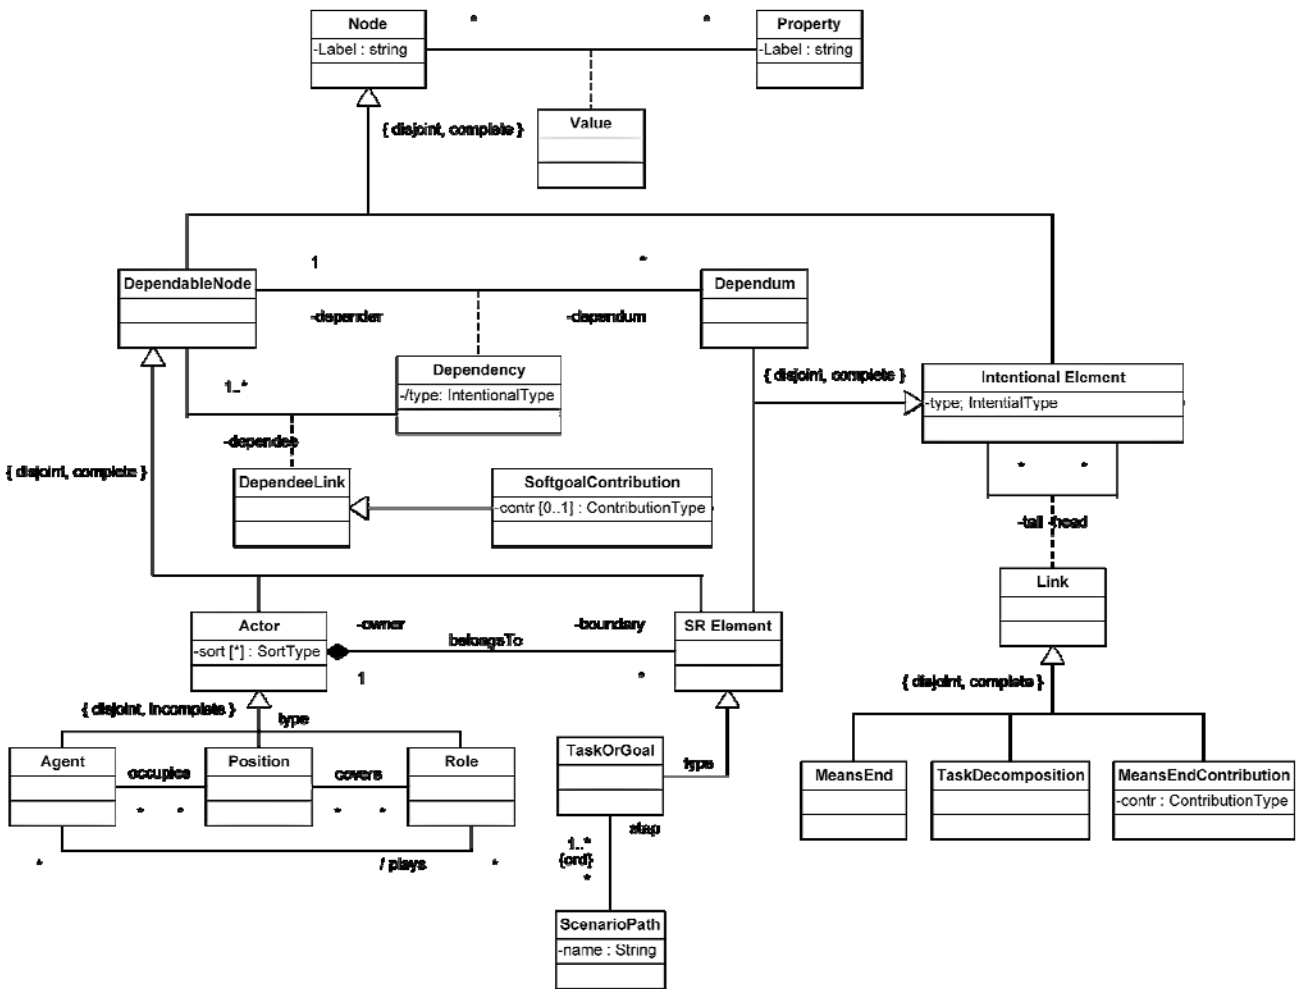 Node
* *
Property
-Label : string
-Label : string
{ disjoint, complete }
Value
1 *
DependableNode
Dependum
-depender
-dependum
Dependency
{ disjoint, complete }
Intentional Element
1..*
-/type: IntentionalType
-type; IntentialType
-dependee
{ disjoint, complete }
* *
DependeeLink
SoftgoalContribution
-contr [0..1] : ContributionType
-tail -head
Link
Actor
-owner
-boundary
SR Element
belongsTo
-sort [*] : SortType
1 *
{ disjoint, complete }
{ disjoint, incomplete }
type
Agent
occupies
Position
covers
Role
TaskOrGoal
type
MeansEnd
TaskDecomposition
MeansEndContribution
-contr : ContributionType
* * * *
step
1..*
{ord}
* / plays *
*
ScenarioPath
-name : String